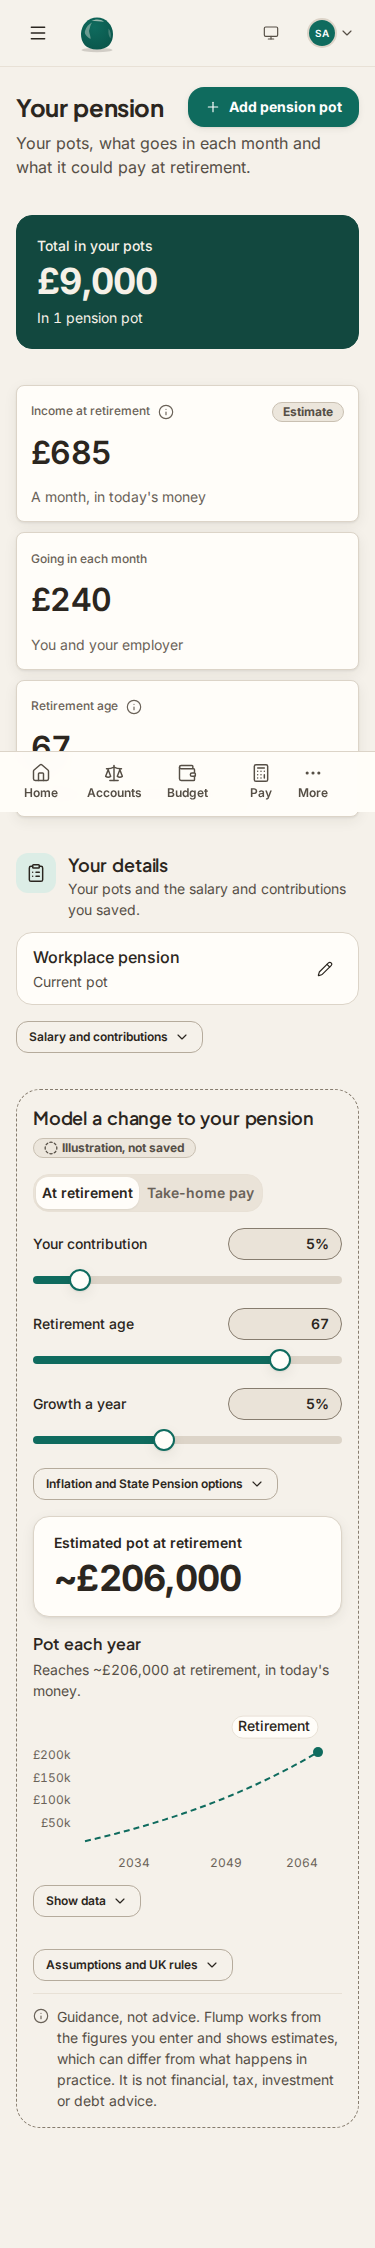 SA
Your pension
Add pension pot
Your pots, what goes in each month and
what it could pay at retirement.
Total in your pots
£9,000
In 1 pension pot
Income at retirement
Estimate
£685
A month, in today's money
Going in each month
£240
You and your employer
Retirement age
67
Home
Accounts
Budget
Pay
More
Your details
Your pots and the salary and contributions
you saved.
Workplace pension
Current pot
Salary and contributions
Model a change to your pension
Illustration, not saved
At retirement
Take-home pay
Your contribution
5%
Retirement age
67
Growth a year
5%
Inflation and State Pension options
Estimated pot at retirement
~£206,000
Pot each year
Reaches ~£206,000 at retirement, in today's
money.
Retirement
£200k
£150k
£100k
£50k
2034
2049
2064
Show data
Assumptions and UK rules
Guidance, not advice. Flump works from
the figures you enter and shows estimates,
which can differ from what happens in
practice. It is not financial, tax, investment
or debt advice.